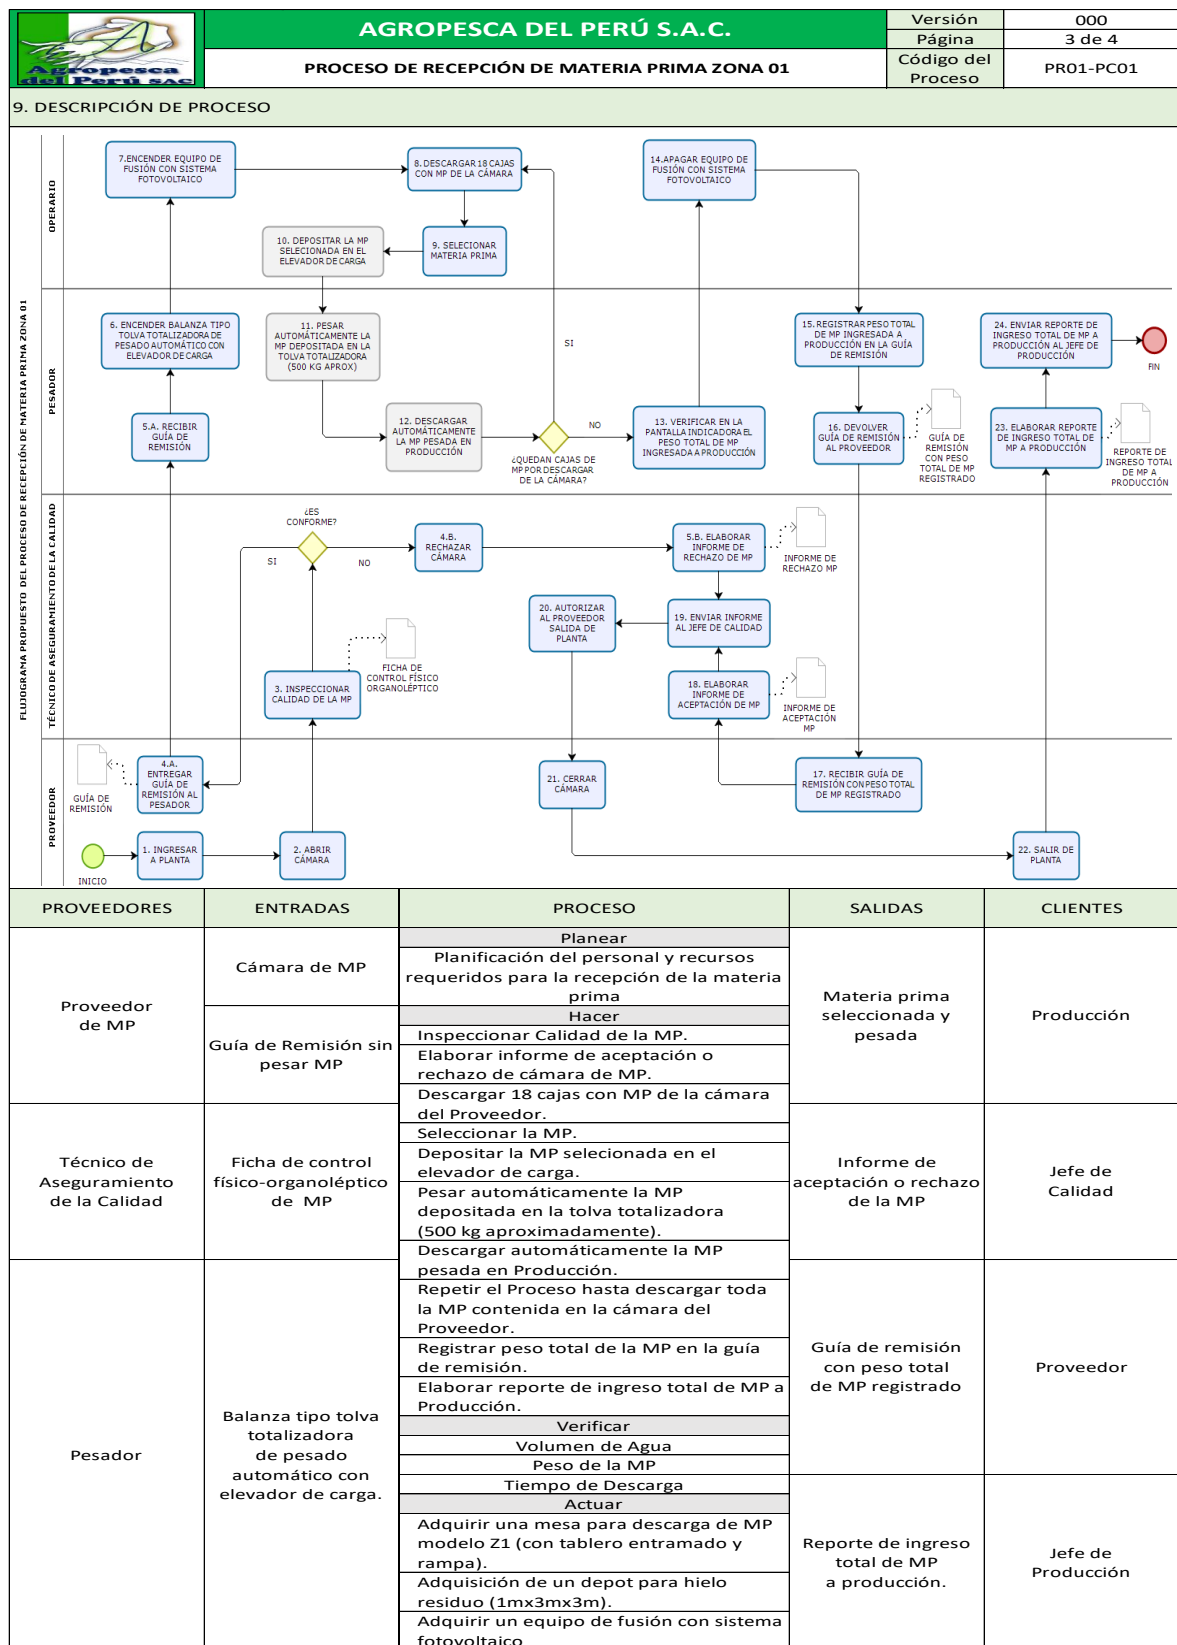 Agropesca
del Perú SAC
AGROPESCA DEL PERÚ S.A.C.
PROCESO DE RECEPCIÓN DE MATERIA PRIMA ZONA 01
Versión
000
Página
3 de 4
Código del
Proceso
PR01-PC01
9. DESCRIPCIÓN DE PROCESO
FLUJOGRAMA PROPUESTO DEL PROCESO DE RECEPCIÓN DE MATERIA PRIMA ZONA 01
OPERARIO
7.ENCENDER EQUIPO DE
FUSIÓN CON SISTEMA
FOTOVOLTAICO
8. DESCARGAR 18 CAJAS
CON MP DE LA CÁMARA
14.APAGAR EQUIPO DE
FUSIÓN CON SISTEMA
FOTOVOLTAICO
10. DEPOSITAR LA MP
SELECIONADA EN EL
ELEVADOR DE CARGA
9. SELECIONAR
MATERIA PRIMA
PESADOR
6. ENCENDER BALANZA TIPO
TOLVA TOTALIZADORA DE
PESADO AUTOMÁTICO CON
ELEVADOR DE CARGA
11. PESAR
AUTOMÁTICAMENTE LA
MP DEPOSITADA EN LA
TOLVA TOTALIZADORA
(500 KG APROX)
SI
15.REGISTRAR PESO TOTAL
DE MP INGRESADA A
PRODUCCIÓN EN LA GUÍA
DE REMISIÓN
24. ENVIAR REPORTE DE
INGRESO TOTAL DE MP A
PRODUCCIÓN AL JEFE DE
PRODUCCIÓN
FIN
5.A. RECIBIR
GUÍA DE
REMISIÓN
12. DESCARGAR
AUTOMÁTICAMENTE
LA MP PESADA EN
PRODUCCIÓN
¿QUEDAN CAJAS DE
MP POR DESCARGAR
DE LA CÁMARA?
NO
13. VERIFICAR EN LA
PANTALLA INDICADORA EL
PESO TOTAL DE MP
INGRESADA A PRODUCCIÓN
16. DEVOLVER
GUÍA DE REMISIÓN
AL PROVEEDOR
GUÍA DE
REMISIÓN
CON PESO
TOTAL DE MP
REGISTRADO
23. ELABORAR REPORTE
DE INGRESO TOTAL DE
MP A PRODUCCIÓN
REPORTE DE
INGRESO TOTAL
DE MP A
PRODUCCIÓN
TÉCNICO DE ASEGURAMIENTO DE LA CALIDAD
¿ES
CONFORME?
SI
NO
4.B.
RECHAZAR
CÁMARA
5.B. ELABORAR
INFORME DE
RECHAZO DE MP
INFORME DE
RECHAZO MP
20. AUTORIZAR
AL PROVEEDOR
SALIDA DE
PLANTA
19. ENVIAR INFORME
AL JEFE DE CALIDAD
3. INSPECCIONAR
CALIDAD DE LA MP
FICHA DE
CONTROL FÍSICO
ORGANOLÉPTICO
18. ELABORAR
INFORME DE
ACEPTACIÓN DE MP
INFORME DE
ACEPTACIÓN
MP
PROVEEDOR
GUÍA DE
REMISIÓN
4.A.
ENTREGAR
GUÍA DE
REMISIÓN AL
PESADOR
21. CERRAR
CÁMARA
17. RECIBIR GUÍA DE
REMISIÓN CON PESO TOTAL
DE MP REGISTRADO
INICIO
1. INGRESAR
A PLANTA
2. ABRIR
CÁMARA
22. SALIR DE
PLANTA
PROVEEDORES
ENTRADAS
PROCESO
SALIDAS
CLIENTES
Proveedor
de MP
Técnico de
Aseguramiento
de la Calidad
Pesador
Cámara de MP
Guía de Remisión sin
pesar MP
Ficha de control
físico-organoléptico
de MP
Balanza tipo tolva
totalizadora
de pesado
automático con
elevador de carga.
Planear
Planificación del personal y recursos
requeridos para la recepción de la materia
prima
Hacer
Inspeccionar Calidad de la MP.
Elaborar informe de aceptación o
rechazo de cámara de MP.
Descargar 18 cajas con MP de la cámara
del Proveedor.
Seleccionar la MP.
Depositar la MP selecionada en el
elevador de carga.
Pesar automáticamente la MP
depositada en la tolva totalizadora
(500 kg aproximadamente).
Descargar automáticamente la MP
pesada en Producción.
Repetir el Proceso hasta descargar toda
la MP contenida en la cámara del
Proveedor.
Registrar peso total de la MP en la guía
de remisión.
Elaborar reporte de ingreso total de MP a
Producción.
Verificar
Volumen de Agua
Peso de la MP
Tiempo de Descarga
Actuar
Adquirir una mesa para descarga de MP
modelo Z1 (con tablero entramado y
rampa).
Adquisición de un depot para hielo
residuo (1mx3mx3m).
Adquirir un equipo de fusión con sistema
fotovoltaico
Materia prima
seleccionada y
pesada
Informe de
aceptación o rechazo
de la MP
Guía de remisión
con peso total
de MP registrado
Reporte de ingreso
total de MP
a producción.
Producción
Jefe de
Calidad
Proveedor
Jefe de
Producción